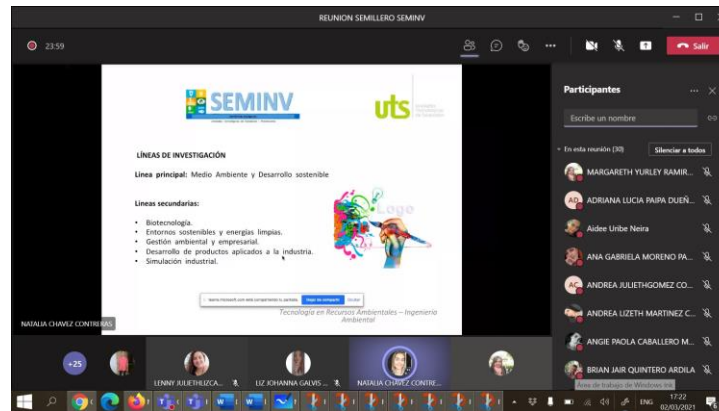 REUNION SEMILLERO SEMINV
23:59
Salir
SEMINV
uts
LÍNEAS DE INVESTIGACIÓN
Línea principal: Medio Ambiente y Desarrollo sostenible
Líneas secundarias:
• Biotecnología.
• Entornos sostenibles y energías limpias.
• Gestión ambiental y empresarial.
• Desarrollo de productos aplicados a la industria.
• Simulación industrial.
Logo
Tecnología en Recursos Ambientales – Ingeniería
Ambiental
NATALIA CHAVEZ CONTRERAS
+25
LENNY JULIETHLIZCA...
LIZ JOHANNA GALVIS ...
NATALIA CHAVEZ CONTRE...
Participantes
Escribe un nombre
En esta reunión (30)
Silenciar a todos
MARGARETH YURLEY RAMIR...
AD
ADRIANA LUCIA PAIPA DUEÑ...
Aidee Uribe Neira
ANA GABRIELA MORENO PA...
AC
ANDREA JULIETHGOMEZ CO...
ANDREA LIZETH MARTINEZ C...
ANGIE PAOLA CABALLERO M...
BRIAN JAIR QUINTERO ARDILA
Área de trabajo de Windows Ink
ENG
17:22
02/03/2021